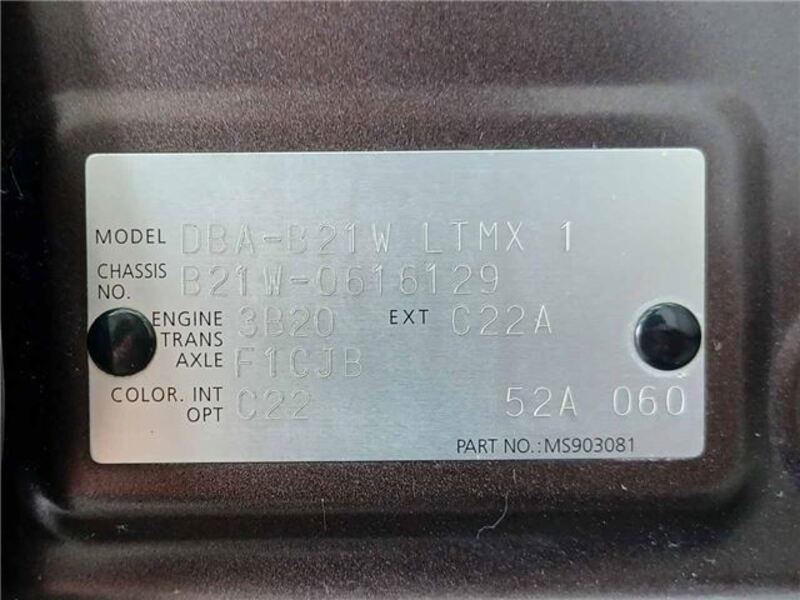 MODEL DBA-B21W LTMX 1
CHASSIS NO. B21W-0616129
ENGINE 3B20 EXT C22A
TRANS AXLE F1CJB
COLOR. INT C22 52A 060
OPT
PART NO.:MS903081